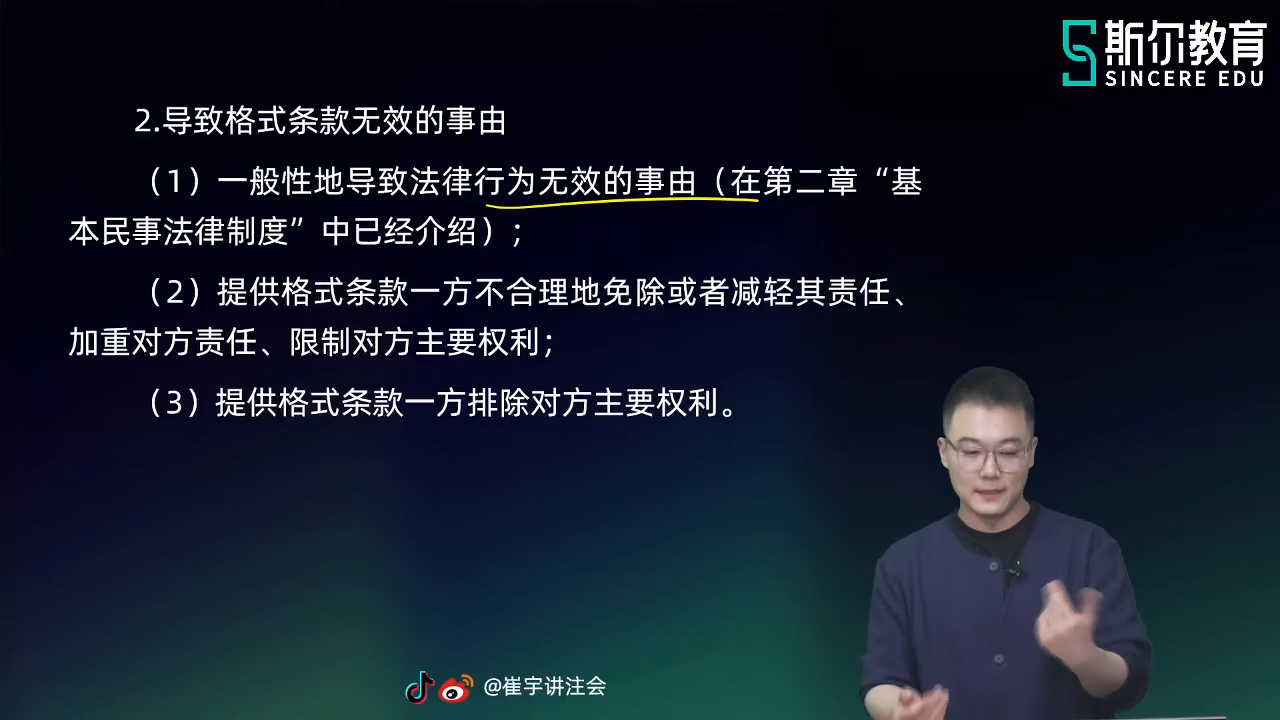 斯尔教育
SINCERE EDU
2.导致格式条款无效的事由
（1）一般性地导致法律行为无效的事由（在第二章“基
本民事法律制度”中已经介绍）；
（2）提供格式条款一方不合理地免除或者减轻其责任、
加重对方责任、限制对方主要权利；
（3）提供格式条款一方排除对方主要权利。
@崔宇讲注会